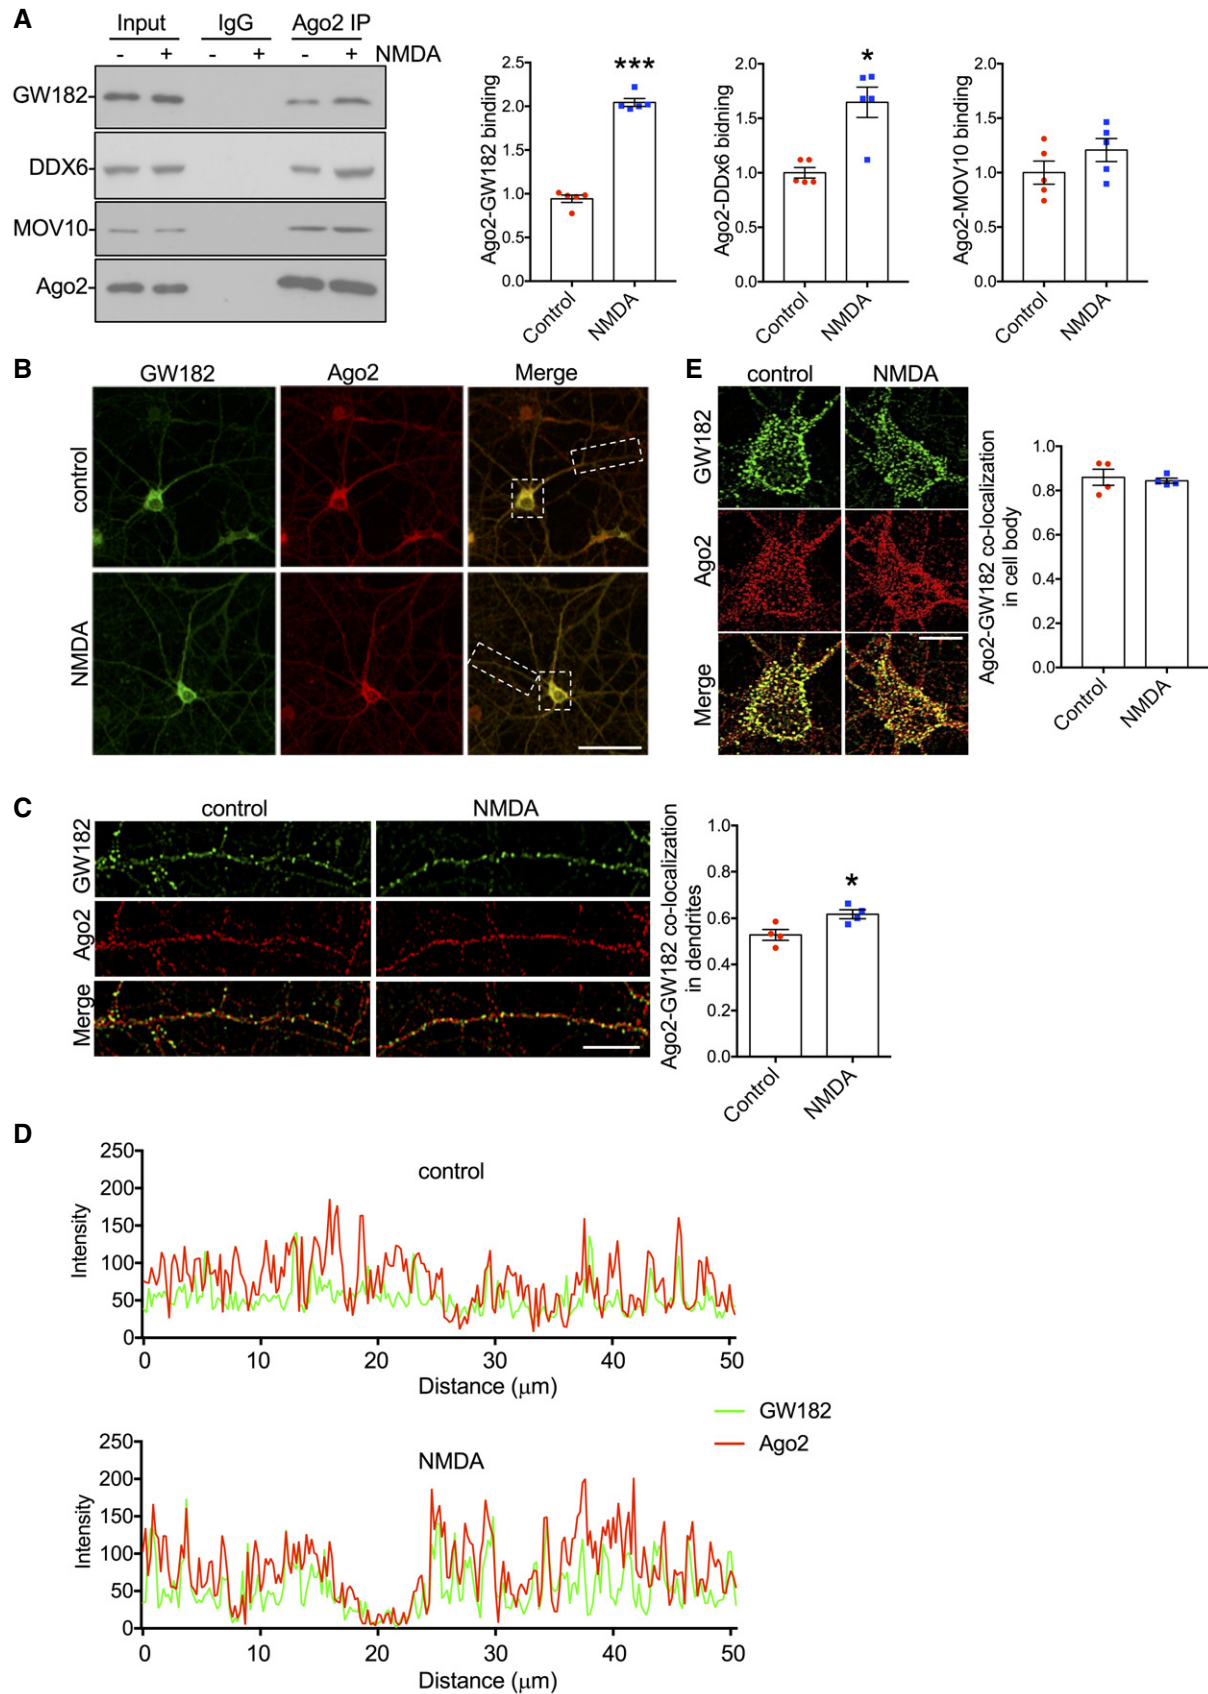 A
Input IgG Ago2 IP
- + - + - + NMDA
GW182
DDX6
MOV10
Ago2
Ago2-GW182 binding
2.5
2.0
1.5
1.0
0.5
0.0
***
Control
NMDA
Ago2-DDx6 bidning
2.0
1.5
1.0
0.5
0.0
*
Control
NMDA
Ago2-MOV10 binding
2.0
1.5
1.0
0.5
0.0
Control
NMDA
B
GW182 Ago2 Merge
control
NMDA
E
control NMDA
GW182
Ago2
Merge
Ago2-GW182 co-localization
in cell body
1.0
0.8
0.6
0.4
0.2
0.0
Control
NMDA
C
control NMDA
GW182
Ago2
Merge
Ago2-GW182 co-localization
in dendrites
1.0
0.8
0.6
0.4
0.2
0.0
*
Control
NMDA
D
control
Intensity
250
200
150
100
50
0
0 10 20 30 40 50
Distance (μm)
GW182
Ago2
NMDA
Intensity
250
200
150
100
50
0
0 10 20 30 40 50
Distance (μm)